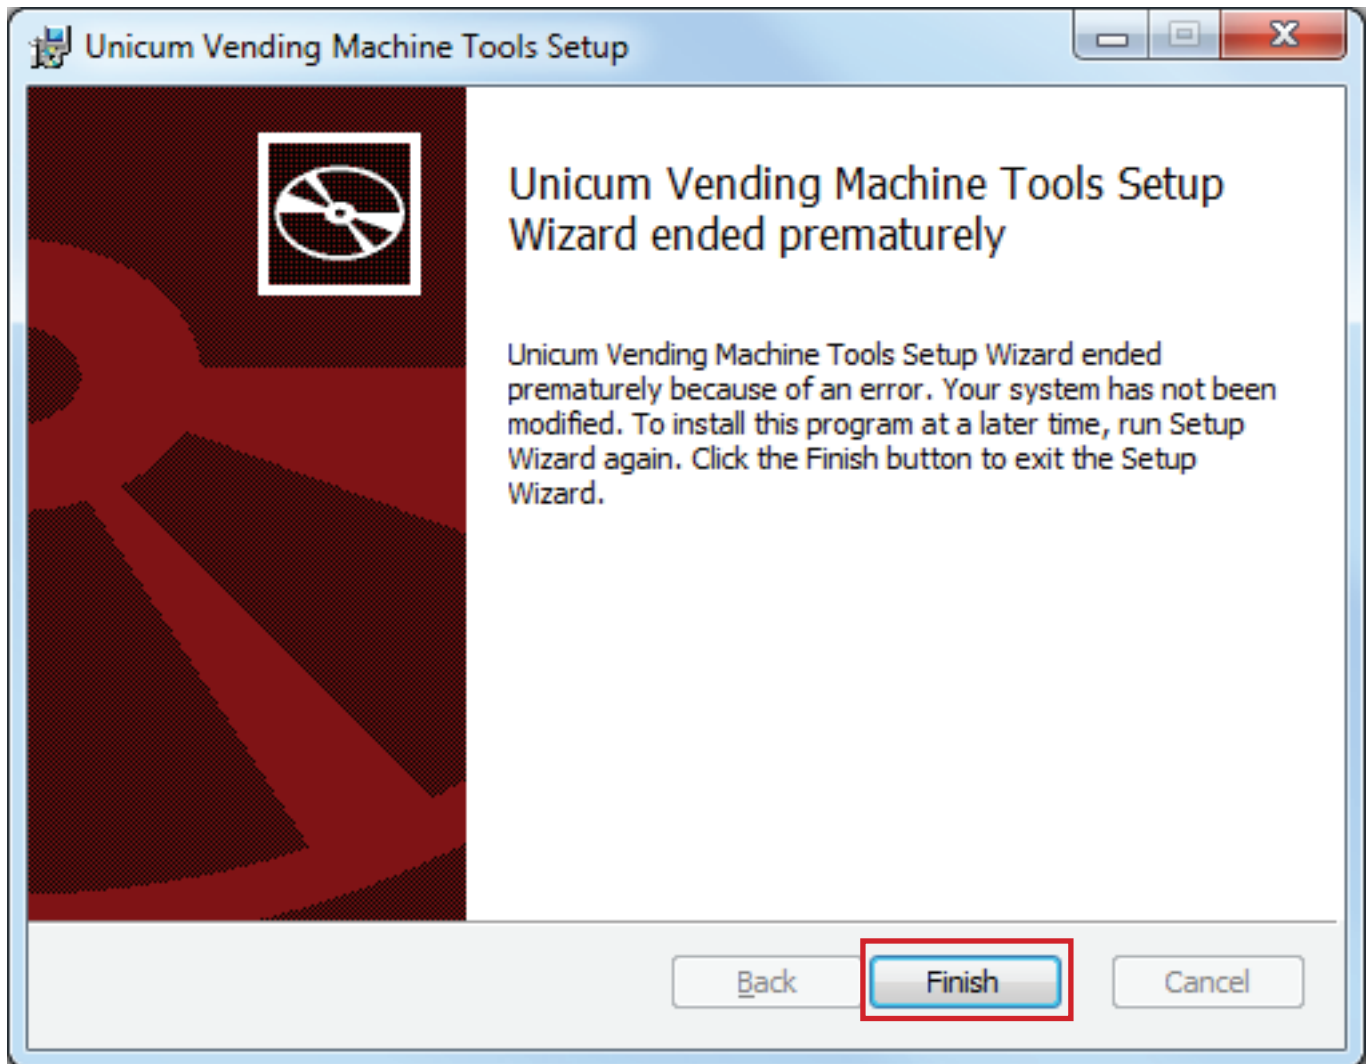 Unicum Vending Machine Tools Setup
Unicum Vending Machine Tools Setup
Wizard ended prematurely
Unicum Vending Machine Tools Setup Wizard ended
prematurely because of an error. Your system has not been
modified. To install this program at a later time, run Setup
Wizard again. Click the Finish button to exit the Setup
Wizard.
Back Finish Cancel